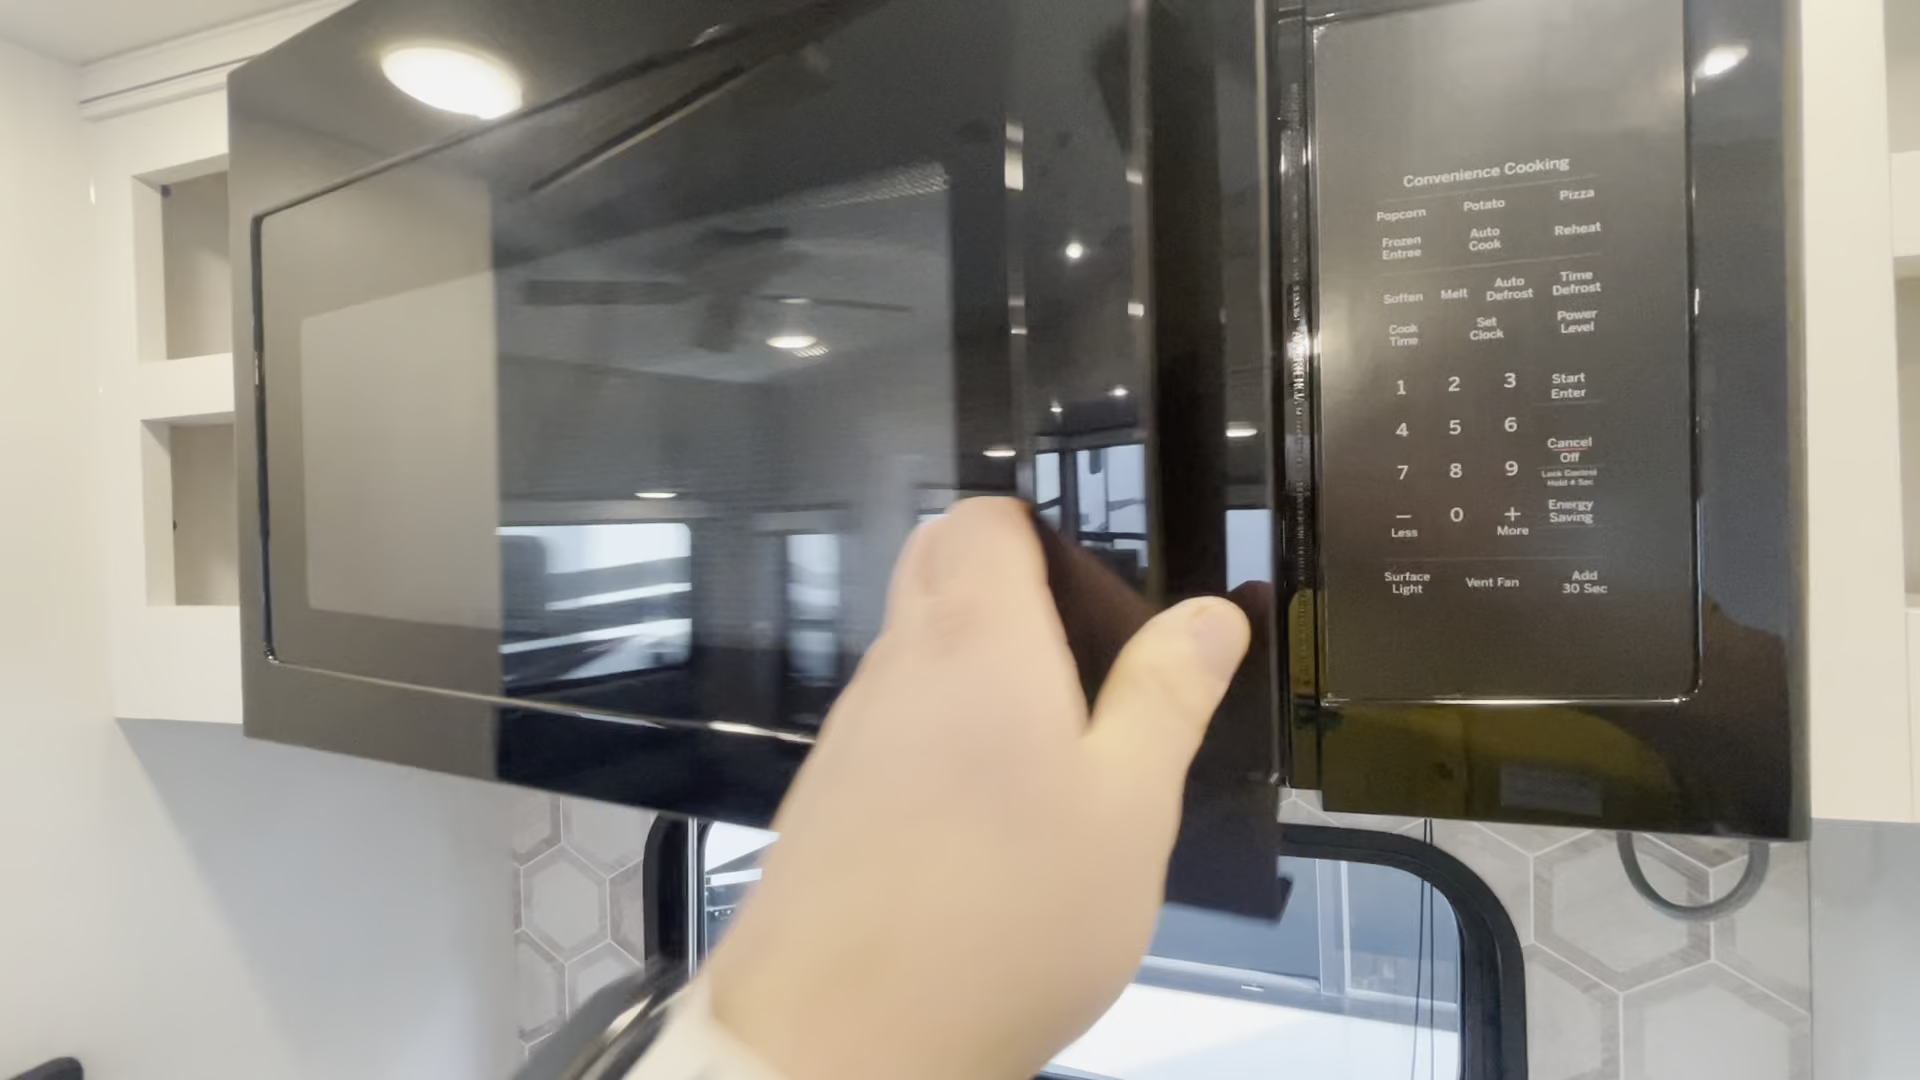 Convenience Cooking
Popcorn Potato Pizza
Frozen Entree Auto Cook Reheat
Soften Melt Auto Defrost Time Defrost
Cook Time Set Clock Power Level
1 2 3 Start Enter
4 5 6 Cancel Off
7 8 9 Lock Control Hold 4 Sec
− Less 0 + More Energy Saving
Surface Light Vent Fan Add 30 Sec